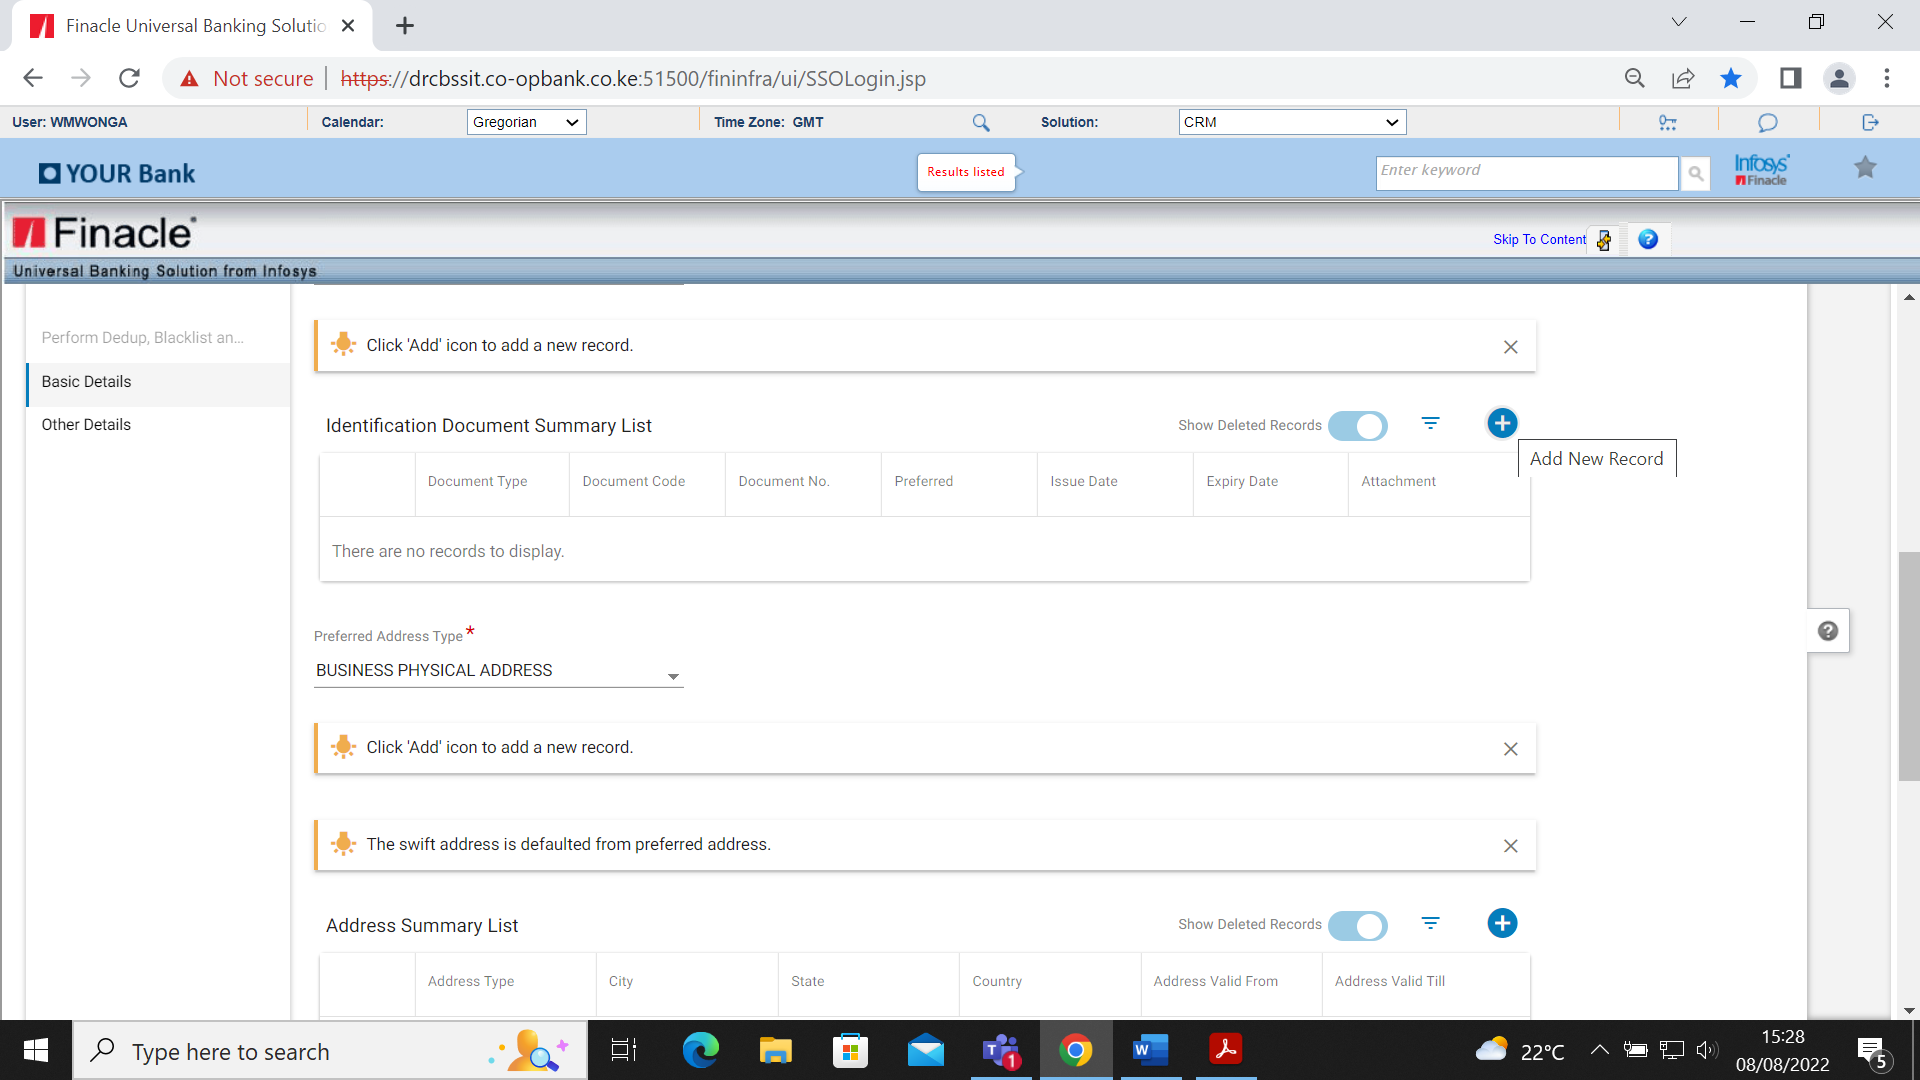 Finacle Universal Banking Solutio
Not secure https://drcbssit.co-opbank.co.ke:51500/fininfra/ui/SSOLogin.jsp
User: WMWONGA Calendar: Gregorian Time Zone: GMT Solution: CRM
YOUR Bank Results listed Enter keyword Infosys Finacle
Finacle
Skip To Content
Universal Banking Solution from Infosys
Perform Dedup, Blacklist an...
Basic Details
Other Details
Click 'Add' icon to add a new record.
Identification Document Summary List Show Deleted Records
Add New Record
Document Type Document Code Document No. Preferred Issue Date Expiry Date Attachment
There are no records to display.
Preferred Address Type*
BUSINESS PHYSICAL ADDRESS
Click 'Add' icon to add a new record.
The swift address is defaulted from preferred address.
Address Summary List Show Deleted Records
Address Type City State Country Address Valid From Address Valid Till
Type here to search 1 W 22°C 15:28
08/08/2022 5